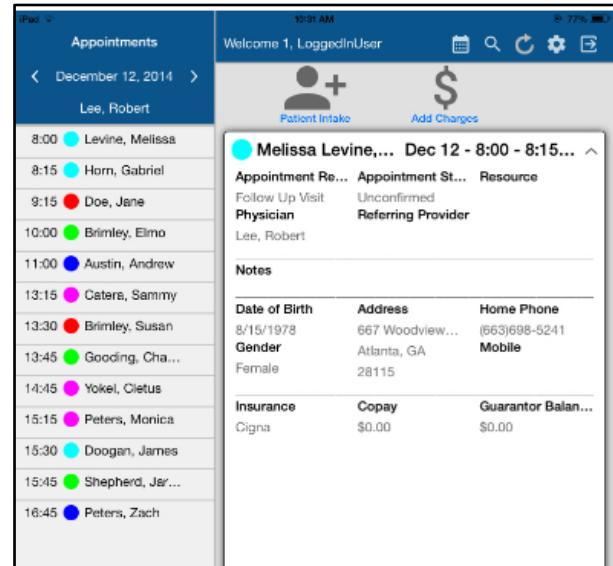 iPad
10:31 AM
77%
Appointments
Welcome 1, LoggedInUser
December 12, 2014
Lee, Robert
Patient Intake
Add Charges
8:00 Levine, Melissa
8:15 Horn, Gabriel
9:15 Doe, Jane
10:00 Brimley, Elmo
11:00 Austin, Andrew
13:15 Catera, Sammy
13:30 Brimley, Susan
13:45 Gooding, Cha...
14:45 Yokel, Cletus
15:15 Peters, Monica
15:30 Doogan, James
15:45 Shepherd, Jar...
16:45 Peters, Zach
Melissa Levine,... Dec 12 - 8:00 - 8:15...
Appointment Re... Appointment St... Resource
Follow Up Visit Unconfirmed
Physician Referring Provider
Lee, Robert
Notes
Date of Birth Address Home Phone
8/15/1978 667 Woodview... (663)698-5241
Gender Atlanta, GA Mobile
Female 28115
Insurance Copay Guarantor Balan...
Cigna $0.00 $0.00